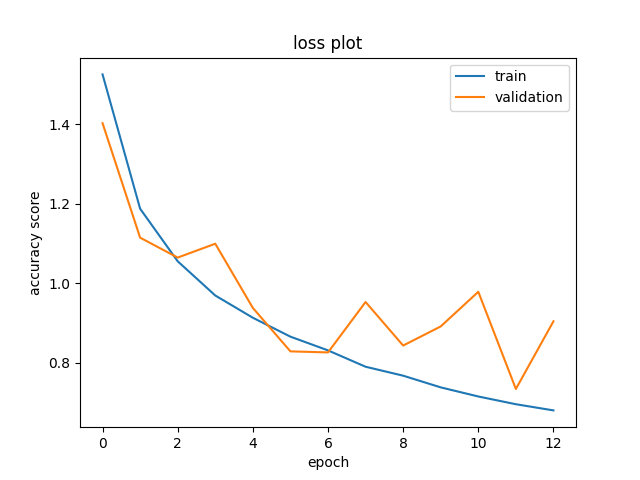 loss plot
train
validation
accuracy score
1.4
1.2
1.0
0.8
0 2 4 6 8 10 12
epoch